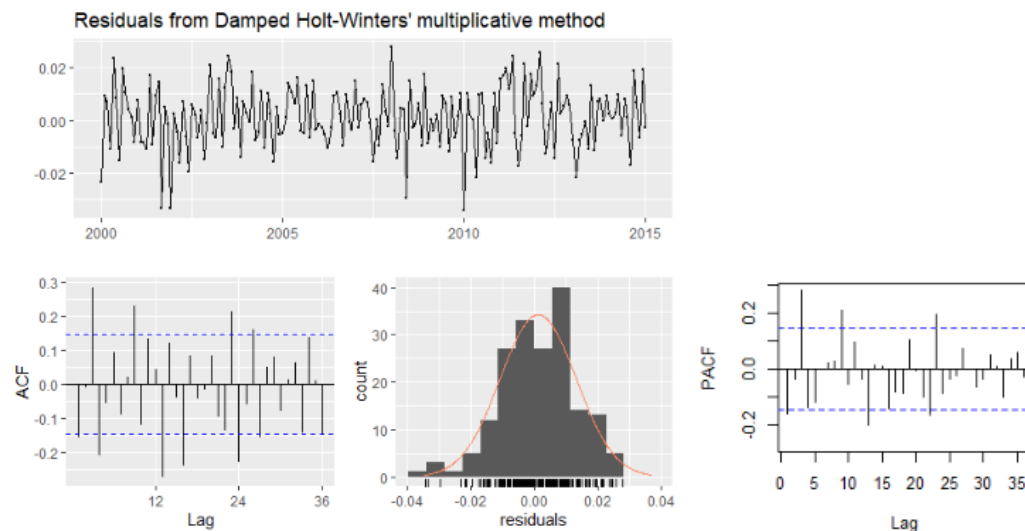 Residuals from Damped Holt-Winters' multiplicative method
0.02
0.00
-0.02
2000 2005 2010 2015
0.3
0.2
0.1
0.0
-0.1
-0.2
ACF
12 24 36
Lag
40
30
20
10
0
count
-0.04 -0.02 0.00 0.02 0.04
residuals
0.2
0.0
-0.2
PACF
0 5 10 15 20 25 30 35
Lag